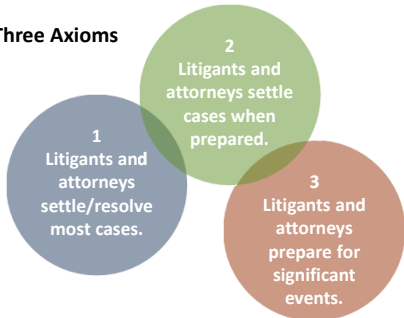 Three Axioms
2
Litigants and
attorneys settle
cases when
prepared.
1
Litigants and
attorneys
settle/resolve
most cases.
3
Litigants and
attorneys
prepare for
significant
events.